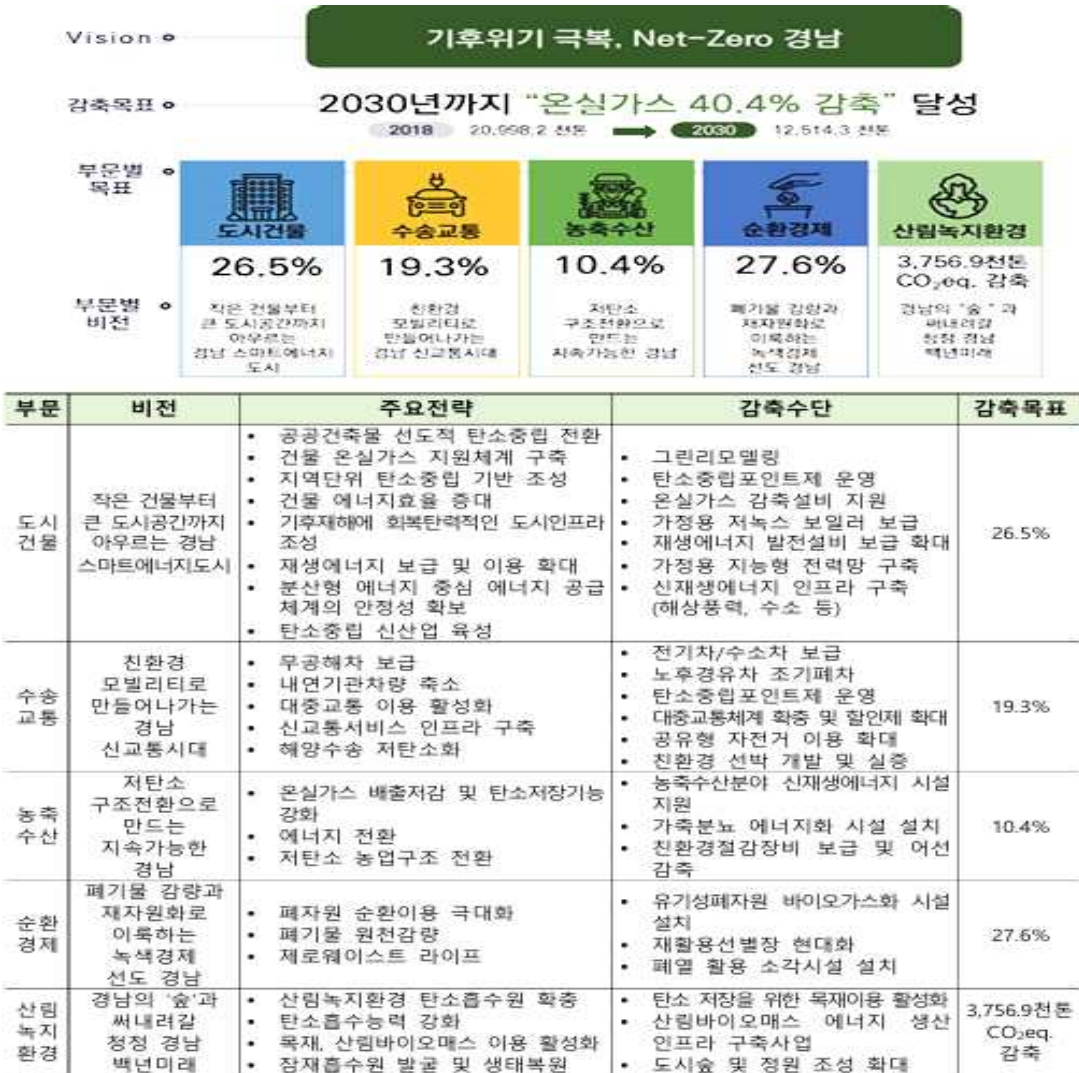 Vision
기후위기 극복, Net-Zero 경남
감축목표
2030년까지 “온실가스 40.4% 감축” 달성
2018 20,998.2 천톤 2030 12,514.3 천톤
부문별
목표
도시건물
수송교통
농축수산
순환경제
산림녹지환경
26.5%
19.3%
10.4%
27.6%
3,756.9천톤
CO₂eq. 감축
부문별
비전
작은 건물부터
큰 도시공간까지
아우르는
경남 스마트에너지
도시
친환경
모빌리티로
만들어나가는
경남 신교통시대
저탄소
구조전환으로
만드는
지속가능한 경남
폐기물 감량과
재자원화로
이룩하는
녹색경제
선도 경남
경남의 "숲"과
써내려갈
청정 경남
백년미래
부문 비전 주요전략 감축수단 감축목표
도시
건물
작은 건물부터
큰 도시공간까지
아우르는 경남
스마트에너지도시
• 공공건축물 선도적 탄소중립 전환
• 건물 온실가스 지원체계 구축
• 지역단위 탄소중립 기반 조성
• 건물 에너지효율 증대
• 기후재해에 회복탄력적인 도시인프라
조성
• 재생에너지 보급 및 이용 확대
• 분산형 에너지 중심 에너지 공급
체계의 안정성 확보
• 탄소중립 신산업 육성
• 그린리모델링
• 탄소중립포인트제 운영
• 온실가스 감축설비 지원
• 가정용 저녹스 보일러 보급
• 재생에너지 발전설비 보급 확대
• 가정용 지능형 전력망 구축
• 신재생에너지 인프라 구축
(해상풍력, 수소 등)
26.5%
수송
교통
친환경
모빌리티로
만들어나가는
경남
신교통시대
• 무공해차 보급
• 내연기관차량 축소
• 대중교통 이용 활성화
• 신교통서비스 인프라 구축
• 해양수송 저탄소화
• 전기차/수소차 보급
• 노후경유차 조기폐차
• 탄소중립포인트제 운영
• 대중교통체계 확충 및 할인제 확대
• 공유형 자전거 이용 확대
• 친환경 선박 개발 및 실증
19.3%
농축
수산
저탄소
구조전환으로
만드는
지속가능한
경남
• 온실가스 배출저감 및 탄소저장기능
강화
• 에너지 전환
• 저탄소 농업구조 전환
• 농축수산분야 신재생에너지 시설
지원
• 가축분뇨 에너지화 시설 설치
• 친환경절감장비 보급 및 어선
감축
10.4%
순환
경제
폐기물 감량과
재자원화로
이룩하는
녹색경제
선도 경남
• 폐자원 순환이용 극대화
• 폐기물 원천감량
• 제로웨이스트 라이프
• 유기성폐자원 바이오가스화 시설
설치
• 재활용선별장 현대화
• 폐열 활용 소각시설 설치
27.6%
산림
녹지
환경
경남의 '숲'과
써내려갈
청정 경남
백년미래
• 산림녹지환경 탄소흡수원 확충
• 탄소흡수능력 강화
• 목재, 산림바이오매스 이용 활성화
• 잠재흡수원 발굴 및 생태복원
• 탄소 저장을 위한 목재이용 활성화
• 산림바이오매스 에너지 생산
인프라 구축사업
• 도시숲 및 정원 조성 확대
3,756.9천톤
CO₂eq.
감축